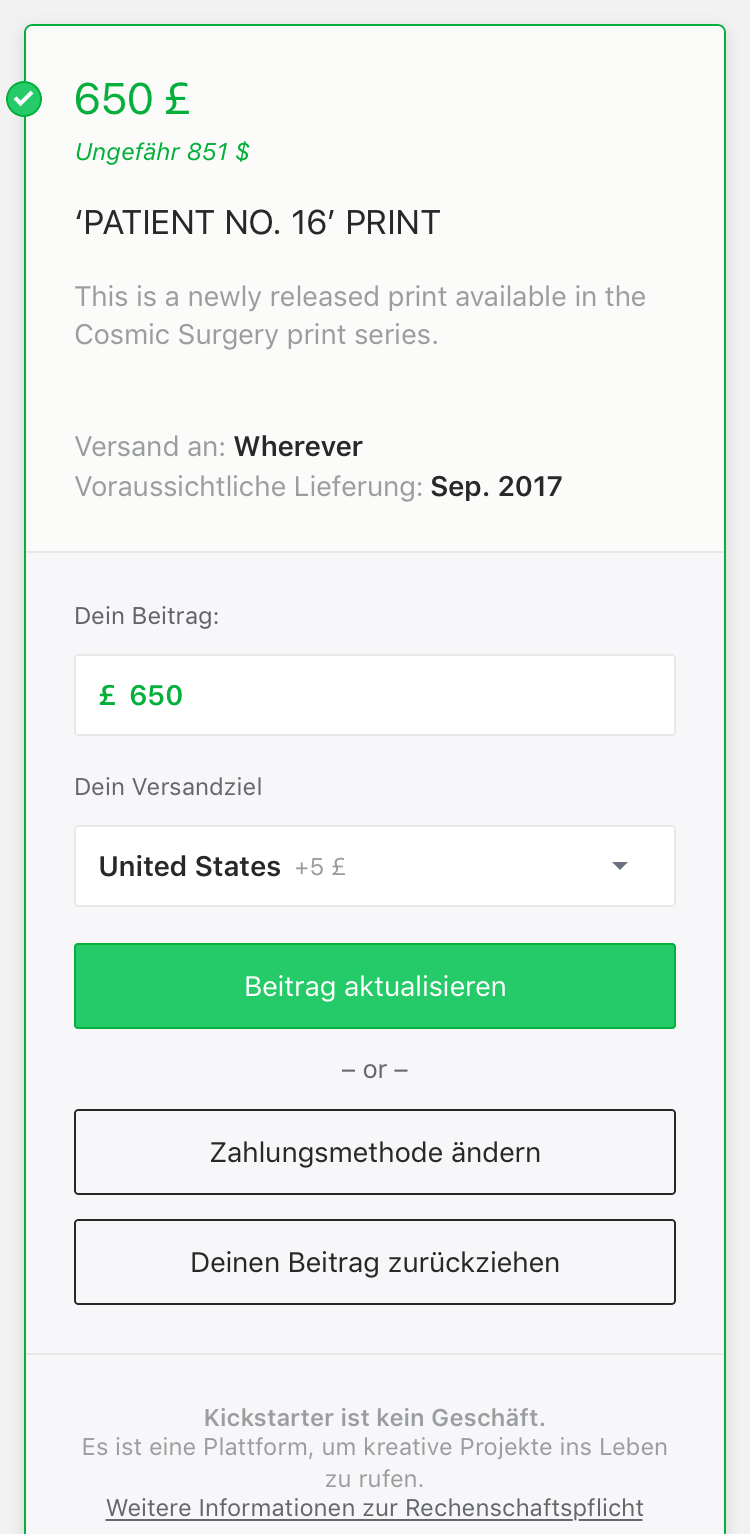 650 £
Ungefähr 851 $
‘PATIENT NO. 16’ PRINT
This is a newly released print available in the
Cosmic Surgery print series.
Versand an: Wherever
Voraussichtliche Lieferung: Sep. 2017
Dein Beitrag:
£ 650
Dein Versandziel
United States +5 £
Beitrag aktualisieren
– or –
Zahlungsmethode ändern
Deinen Beitrag zurückziehen
Kickstarter ist kein Geschäft.
Es ist eine Plattform, um kreative Projekte ins Leben
zu rufen.
Weitere Informationen zur Rechenschaftspflicht